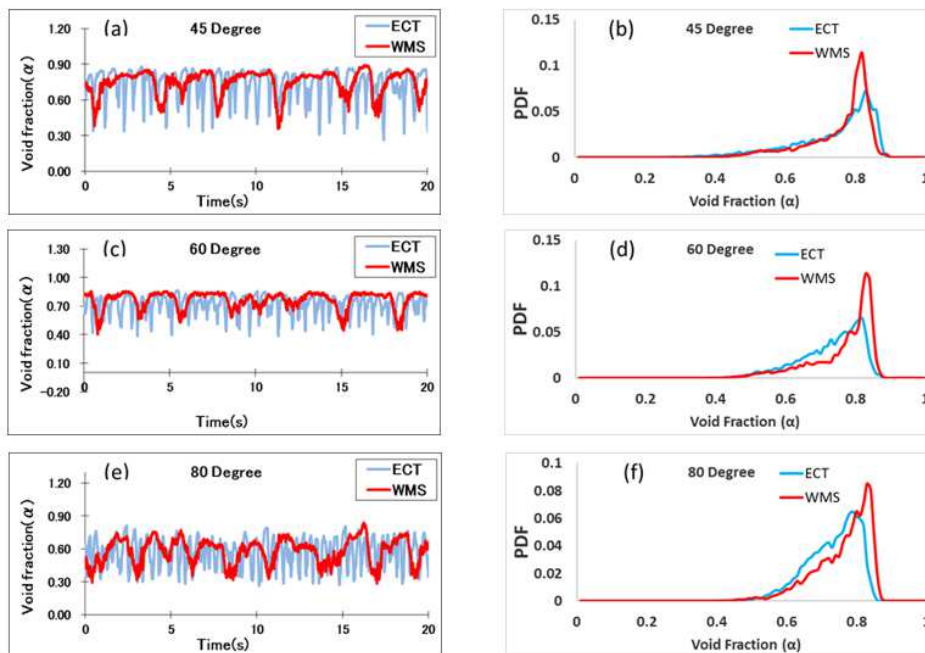 (a) 45 Degree
ECT
WMS
Void fraction(α)
1.20
0.90
0.60
0.30
0.00
0 5 10 15 20
Time(s)
(b) 45 Degree
ECT
WMS
PDF
0.15
0.1
0.05
0
0 0.2 0.4 0.6 0.8 1
Void Fraction (α)
(c) 60 Degree
ECT
WMS
Void fraction(α)
1.30
1.00
0.70
0.40
0.10
-0.20
0 5 10 15 20
Time(s)
(d) 60 Degree
ECT
WMS
PDF
0.15
0.1
0.05
0
0 0.2 0.4 0.6 0.8 1
Void Fraction (α)
(e) 80 Degree
ECT
WMS
Void fraction(α)
1.20
0.90
0.60
0.30
0.00
0 5 10 15 20
Time(s)
(f) 80 Degree
ECT
WMS
PDF
0.1
0.08
0.06
0.04
0.02
0
0 0.2 0.4 0.6 0.8 1
Void Fraction (α)